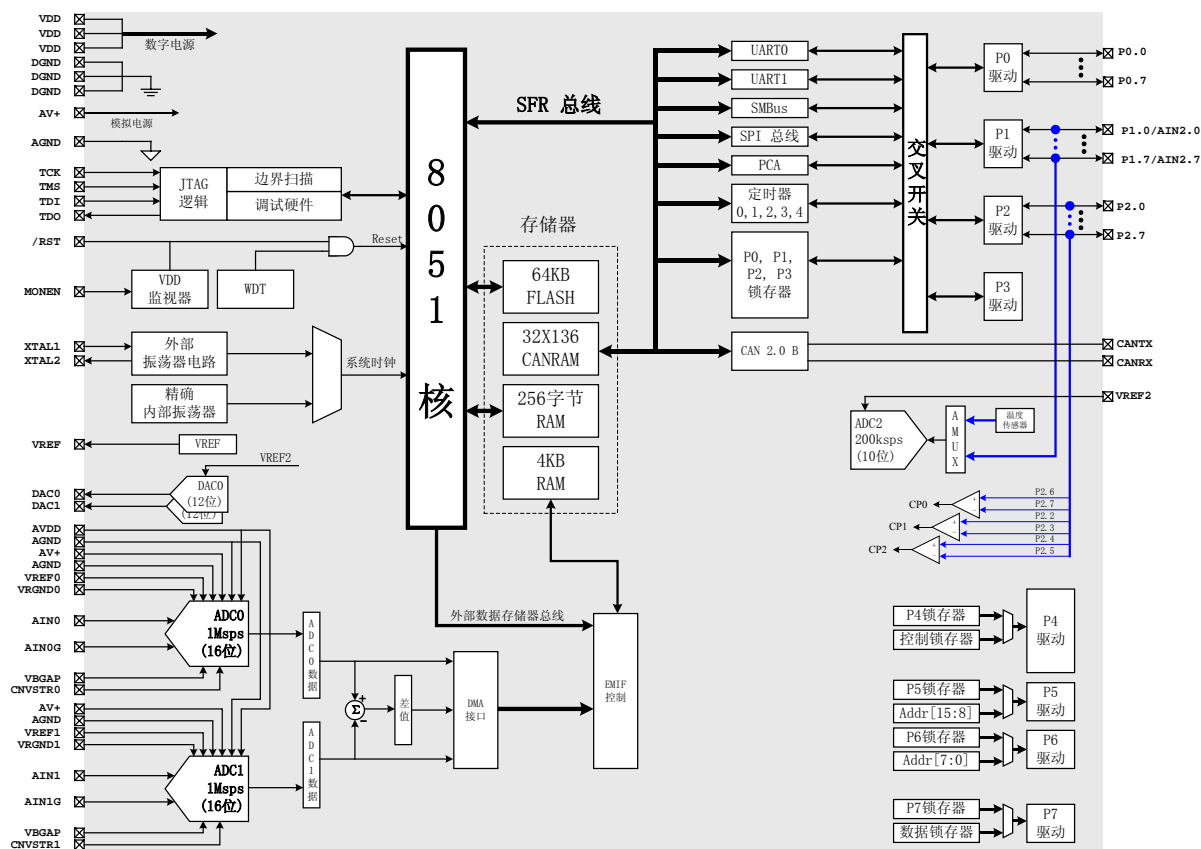 VDD
VDD
VDD
数字电源
DGND
DGND
DGND
AV+
模拟电源
AGND
TCK
TMS
TDI
TDO
JTAG
逻辑
边界扫描
调试硬件
/RST
Reset
MONEN
VDD
监视器
WDT
XTAL1
XTAL2
外部
振荡器电路
精确
内部振荡器
系统时钟
VREF
VREF
VREF2
DAC0
DAC1
DAC0
(12位)
(12位)
AVDD
AGND
AV+
AGND
VREF0
VRGND0
AIN0
AIN0G
VBGAP
CNVSTR0
ADC0
1Msps
(16位)
AV+
AGND
VREF1
VRGND1
AIN1
AIN1G
VBGAP
CNVSTR1
ADC1
1Msps
(16位)
ADC0数据
ADC1数据
Σ
+
−
差值
DMA
接口
EMIF
控制
外部数据存储器总线
8051核
SFR 总线
存储器
64KB
FLASH
32X136
CANRAM
256字节
RAM
4KB
RAM
UART0
UART1
SMBus
SPI 总线
PCA
定时器
0,1,2,3,4
P0, P1,
P2, P3
锁存器
CAN 2.0 B
交叉开关
P0
驱动
P1
驱动
P2
驱动
P3
驱动
P0.0
P0.7
P1.0/AIN2.0
P1.7/AIN2.7
P2.0
P2.7
CANTX
CANRX
VREF2
ADC2
200ksps
(10位)
AMUX
温度
传感器
CP0
+
−
P2.6
P2.7
CP1
+
−
P2.2
P2.3
CP2
+
−
P2.4
P2.5
P4锁存器
控制锁存器
P4
驱动
P5锁存器
Addr[15:8]
P5
驱动
P6锁存器
Addr[7:0]
P6
驱动
P7锁存器
数据锁存器
P7
驱动